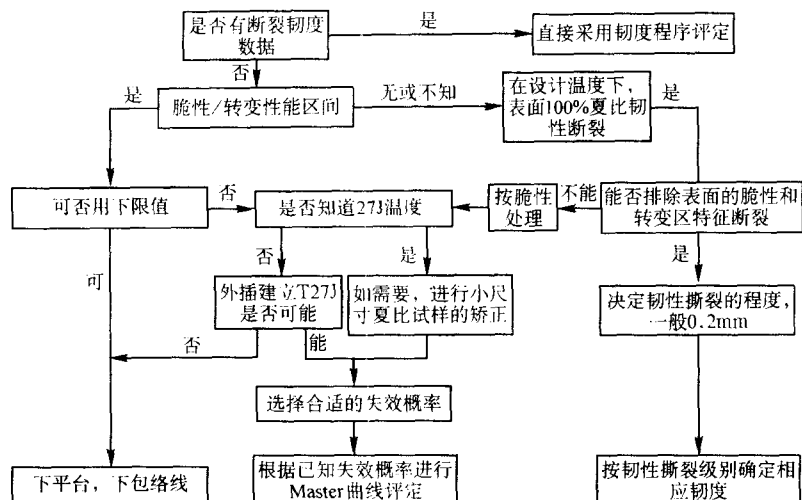 是否有断裂韧度
数据
是
直接采用韧度程序评定
否
是
脆性/转变性能区间
无或不知
在设计温度下,
表面100%夏比韧
性断裂
是
可否用下限值
否
是否知道27J温度
按脆性
处理
不能
能否排除表面的脆性和
转变区特征断裂
可
否
是
是
外插建立T27J
是否可能
如需要,进行小尺
寸夏比试样的矫正
决定韧性撕裂的程度,
一般0.2mm
否
能
选择合适的失效概率
下平台,下包络线
根据已知失效概率进行
Master曲线评定
按韧性撕裂级别确定相
应韧度